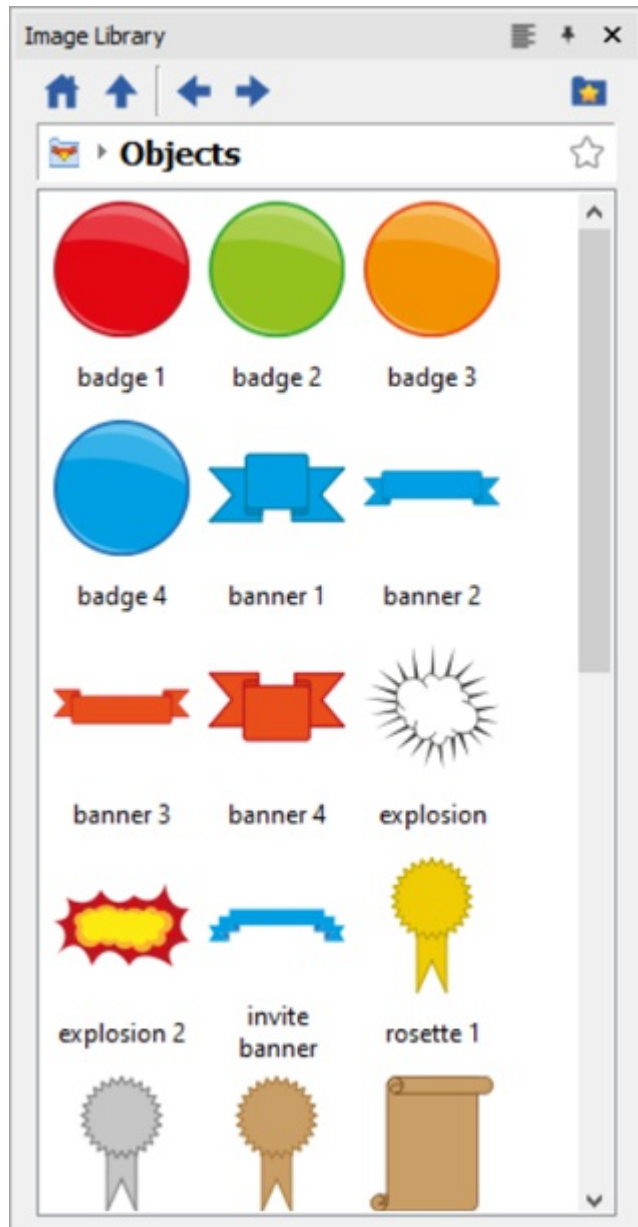 Image Library
Objects
badge 1 badge 2 badge 3
badge 4 banner 1 banner 2
banner 3 banner 4 explosion
explosion 2 invite banner rosette 1